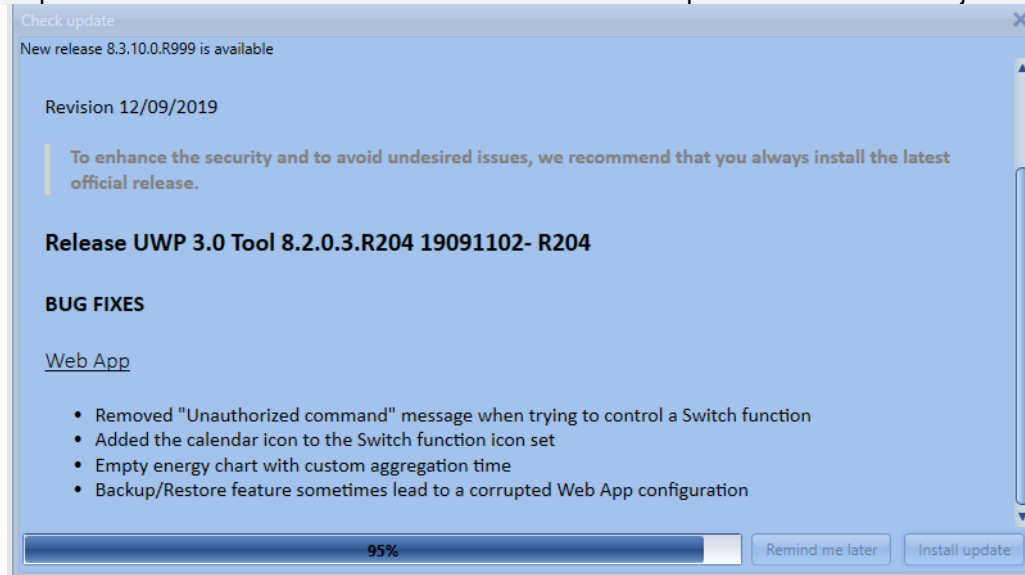 Check update
New release 8.3.10.0.R999 is available
Revision 12/09/2019
To enhance the security and to avoid undesired issues, we recommend that you always install the latest
official release.
Release UWP 3.0 Tool 8.2.0.3.R204 19091102- R204
BUG FIXES
Web App
• Removed "Unauthorized command" message when trying to control a Switch function
• Added the calendar icon to the Switch function icon set
• Empty energy chart with custom aggregation time
• Backup/Restore feature sometimes lead to a corrupted Web App configuration
95%
Remind me later
Install update